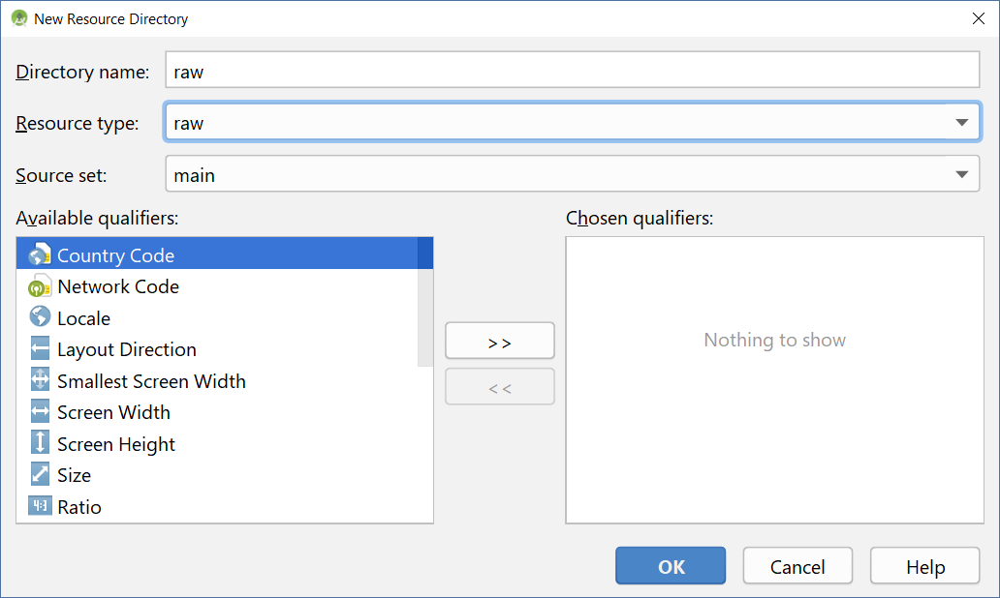 New Resource Directory
Directory name: raw
Resource type: raw
Source set: main
Available qualifiers:
Country Code
Network Code
Locale
Layout Direction
Smallest Screen Width
Screen Width
Screen Height
Size
4:3 Ratio
>>
<<
Chosen qualifiers:
Nothing to show
OK Cancel Help